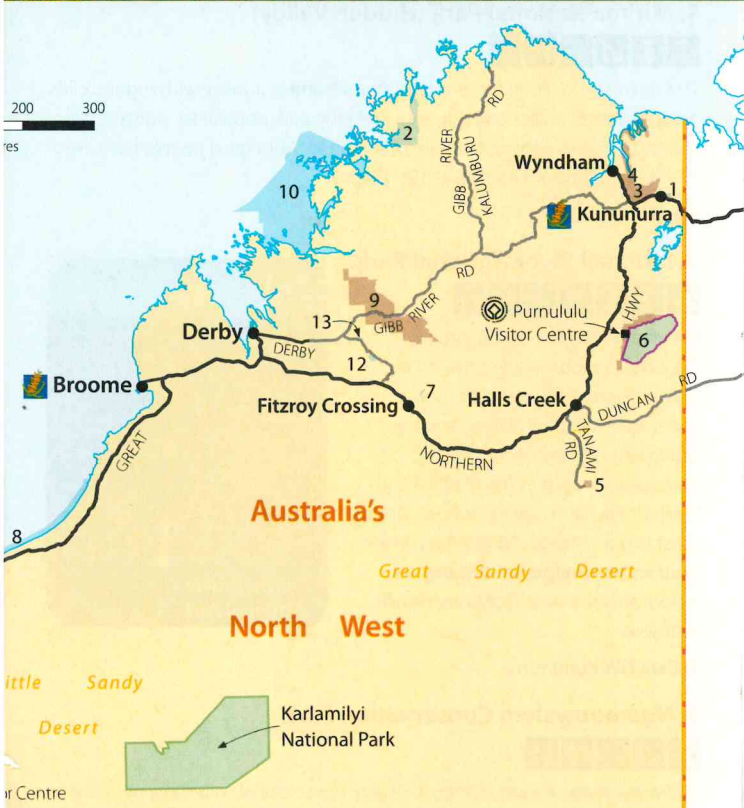 200 300
res
2
10
GIBB RIVER
KALUMBURU RD
Wyndham
4
3
1
Kununurra
9
GIBB RIVER RD
13
Purnululu
Visitor Centre
HWY
6
Derby
DERBY
12
Broome
7
Fitzroy Crossing
Halls Creek
DUNCAN RD
GREAT
NORTHERN
TANAMI RD
5
Australia's
8
Great Sandy Desert
North West
ittle Sandy
Desert
Karlamilyi
National Park
or Centre